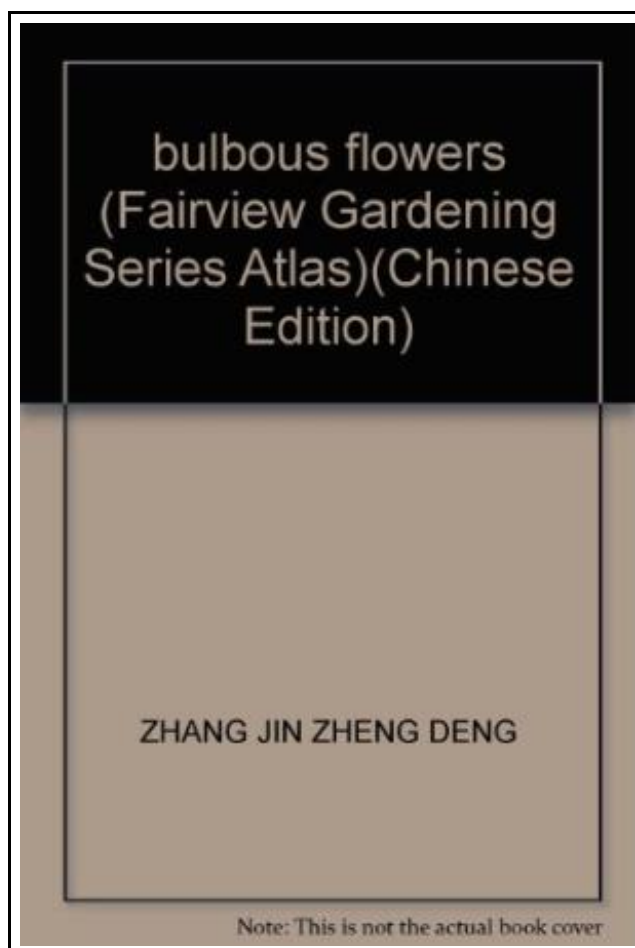 bulbous flowers
(Fairview Gardening
Series Atlas)(Chinese
Edition)
ZHANG JIN ZHENG DENG
Note: This is not the actual book cover